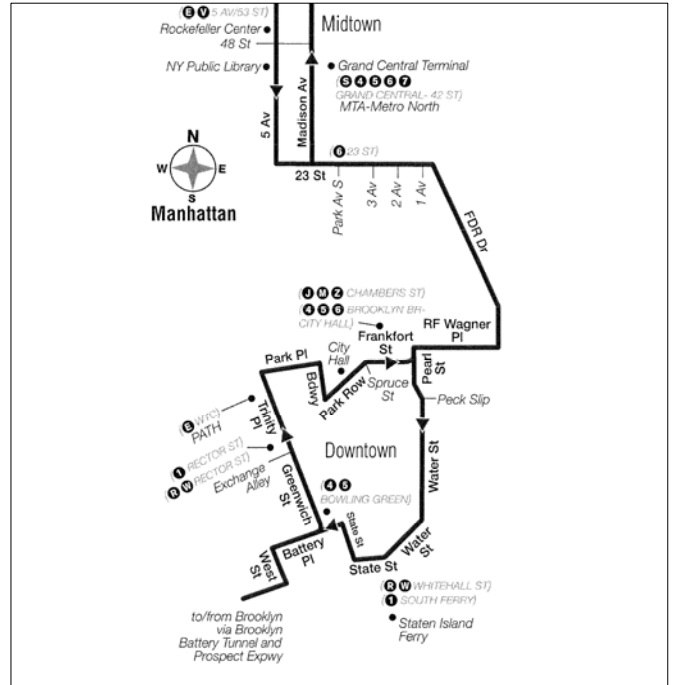 (E V 5 AV/53 ST)
Rockefeller Center
48 St
NY Public Library
Midtown
Grand Central Terminal
(S 4 5 6 7
GRAND CENTRAL- 42 ST)
MTA-Metro North
5 Av
Madison Av
N
W E
S
Manhattan
(6 23 ST)
23 St
Park Av S
3 Av
2 Av
1 Av
FDR Dr
(J M Z CHAMBERS ST)
(4 5 6 BROOKLYN BR-
CITY HALL)
Frankfort
St
RF Wagner
Pl
City
Hall
Park Pl
Bdwy
Park Row
Spruce
St
Pearl
St
Peck Slip
(E WTC)
PATH
Trinity
Pl
(1 RECTOR ST)
(R W RECTOR ST)
Exchange
Alley
Greenwich
St
Downtown
(4 5
BOWLING GREEN)
Water St
Water
St
State St
State St
Battery
Pl
West
St
(R W WHITEHALL ST)
(1 SOUTH FERRY)
Staten Island
Ferry
to/from Brooklyn
via Brooklyn
Battery Tunnel and
Prospect Expwy